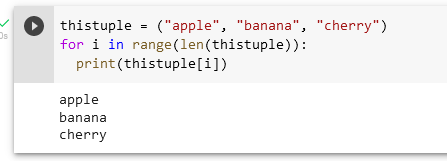 thistuple = ("apple", "banana", "cherry")
for i in range(len(thistuple)):
  print(thistuple[i])
apple
banana
cherry